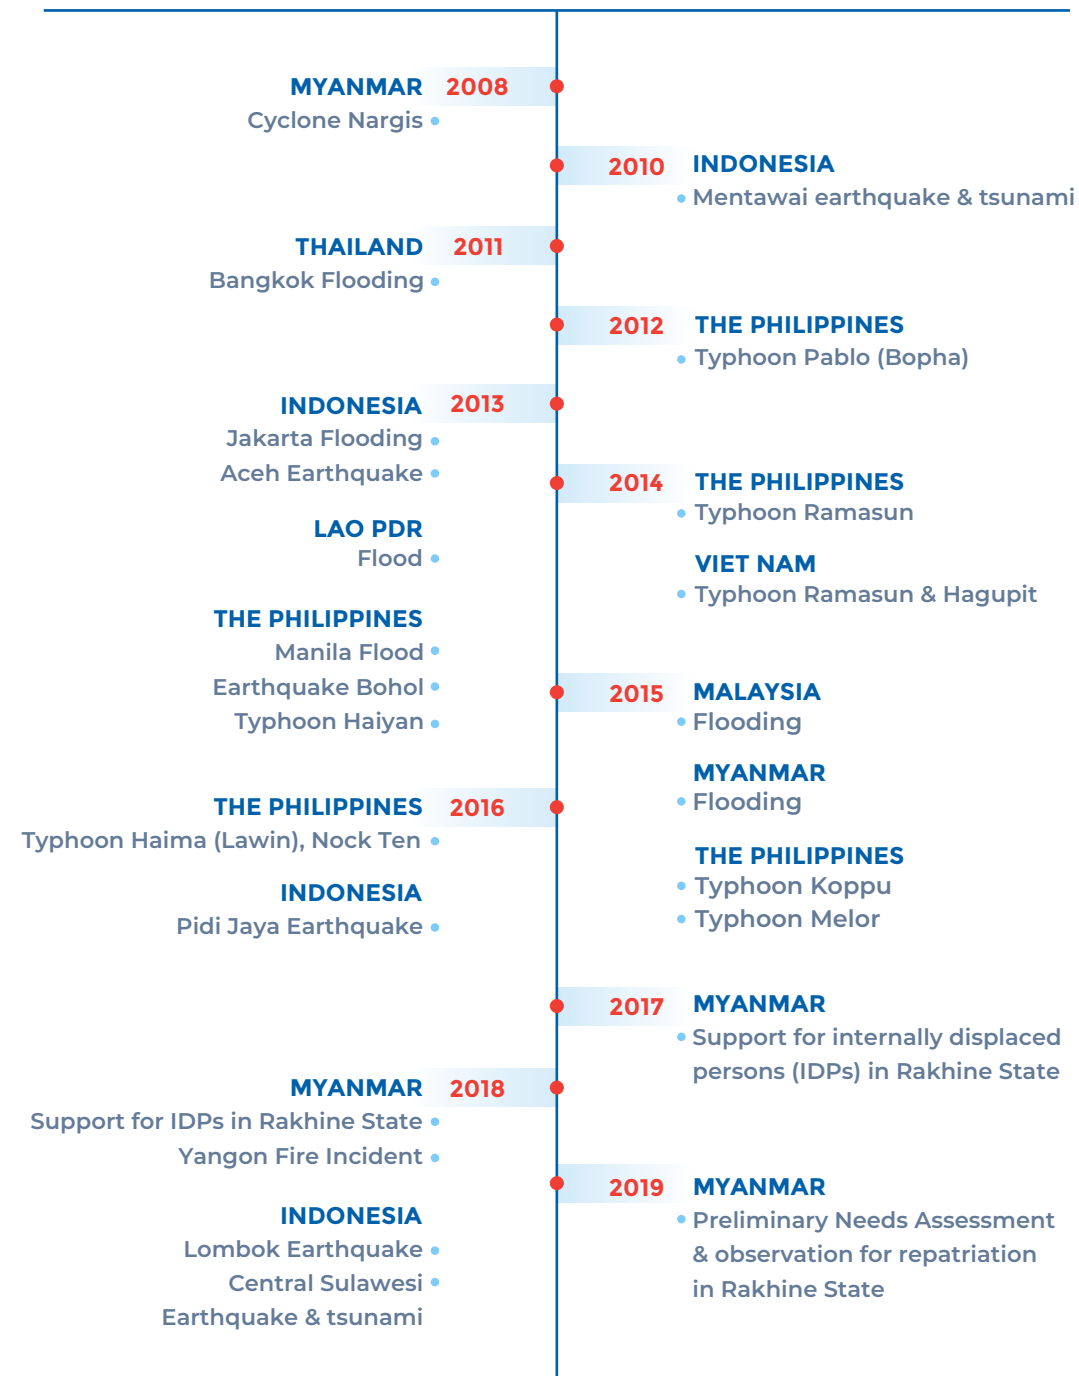 MYANMAR 2008
Cyclone Nargis
2010 INDONESIA
Mentawai earthquake & tsunami
THAILAND 2011
Bangkok Flooding
2012 THE PHILIPPINES
Typhoon Pablo (Bopha)
INDONESIA 2013
Jakarta Flooding
Aceh Earthquake
LAO PDR
Flood
THE PHILIPPINES
Manila Flood
Earthquake Bohol
Typhoon Haiyan
2014 THE PHILIPPINES
Typhoon Ramasun
VIET NAM
Typhoon Ramasun & Hagupit
2015 MALAYSIA
Flooding
MYANMAR
Flooding
THE PHILIPPINES
Typhoon Koppu
Typhoon Melor
THE PHILIPPINES 2016
Typhoon Haima (Lawin), Nock Ten
INDONESIA
Pidi Jaya Earthquake
2017 MYANMAR
Support for internally displaced
persons (IDPs) in Rakhine State
MYANMAR 2018
Support for IDPs in Rakhine State
Yangon Fire Incident
INDONESIA
Lombok Earthquake
Central Sulawesi
Earthquake & tsunami
2019 MYANMAR
Preliminary Needs Assessment
& observation for repatriation
in Rakhine State